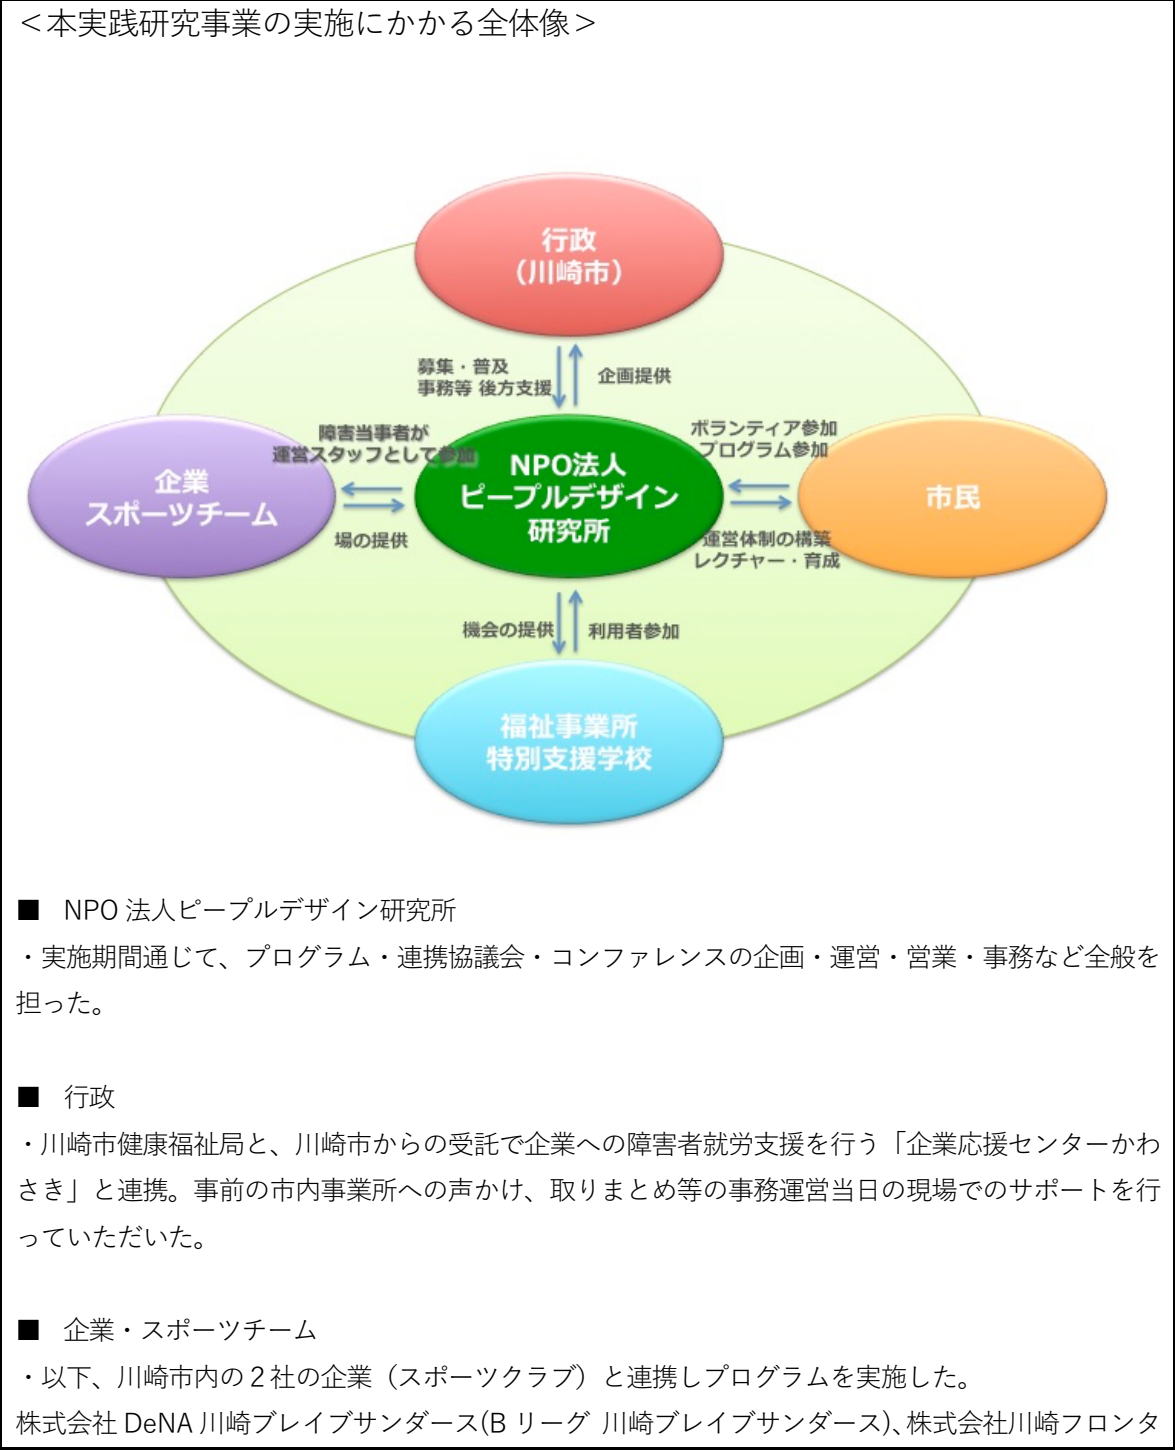 ＜本実践研究事業の実施にかかる全体像＞
行政
（川崎市）
募集・普及
事務等 後方支援
企画提供
障害当事者が
運営スタッフとして参加
ボランティア参加
プログラム参加
企業
スポーツチーム
NPO法人
ピープルデザイン
研究所
市民
場の提供
運営体制の構築
レクチャー・育成
機会の提供
利用者参加
福祉事業所
特別支援学校
■ NPO 法人ピープルデザイン研究所
・実施期間通じて、プログラム・連携協議会・コンファレンスの企画・運営・営業・事務など全般を
担った。
■ 行政
・川崎市健康福祉局と、川崎市からの受託で企業への障害者就労支援を行う「企業応援センターかわ
さき」と連携。事前の市内事業所への声かけ、取りまとめ等の事務運営当日の現場でのサポートを行
っていただいた。
■ 企業・スポーツチーム
・以下、川崎市内の２社の企業（スポーツクラブ）と連携しプログラムを実施した。
株式会社 DeNA 川崎ブレイブサンダース(B リーグ 川崎ブレイブサンダース)、株式会社川崎フロンタ